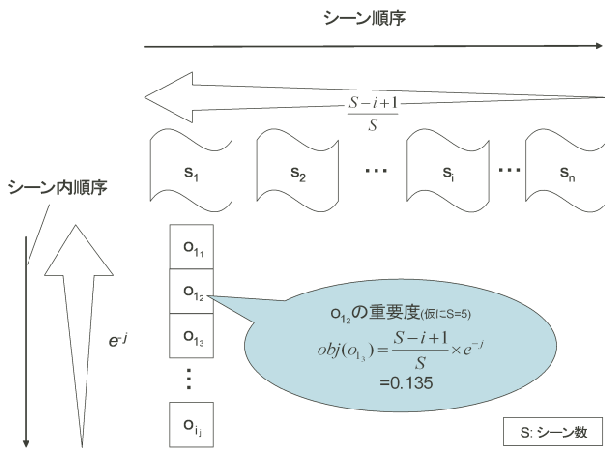 シーン順序
S−i+1
S
s₁ s₂ ⋯ sᵢ ⋯ sₙ
シーン内順序
o₁₁
o₁₂
o₁₃
⋮
oᵢⱼ
e⁻ʲ
o₁₂の重要度(仮にS=5)
obj(o₁₃)=(S−i+1)/S×e⁻ʲ
=0.135
S: シーン数